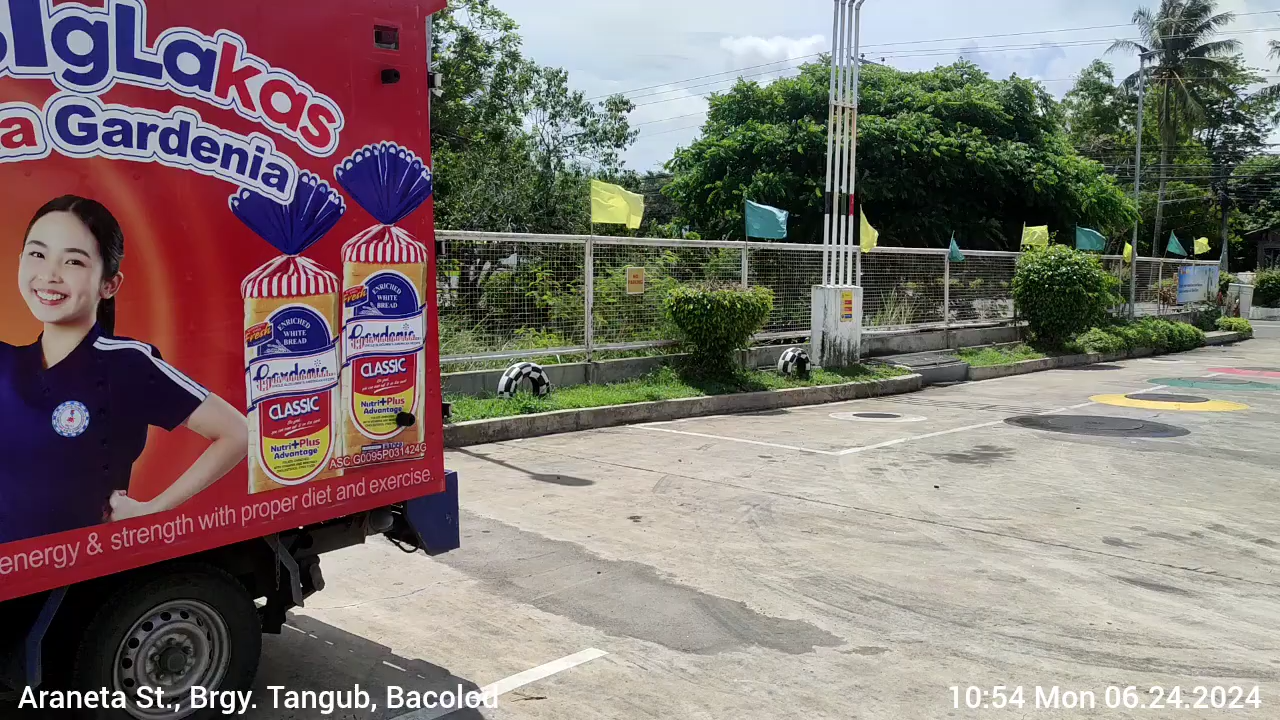 sIgLakas
a Gardenia
ENRICHED
WHITE
BREAD
Gardenia
CLASSIC
Nutri+Plus
Advantage
Fresh
ENRICHED
WHITE
BREAD
Gardenia
CLASSIC
Nutri+Plus
Advantage
ASC G0095P031424G
energy & strength with proper diet and exercise.
NO
PARKING
Araneta St., Brgy. Tangub, Bacolod
10:54 Mon 06.24.2024